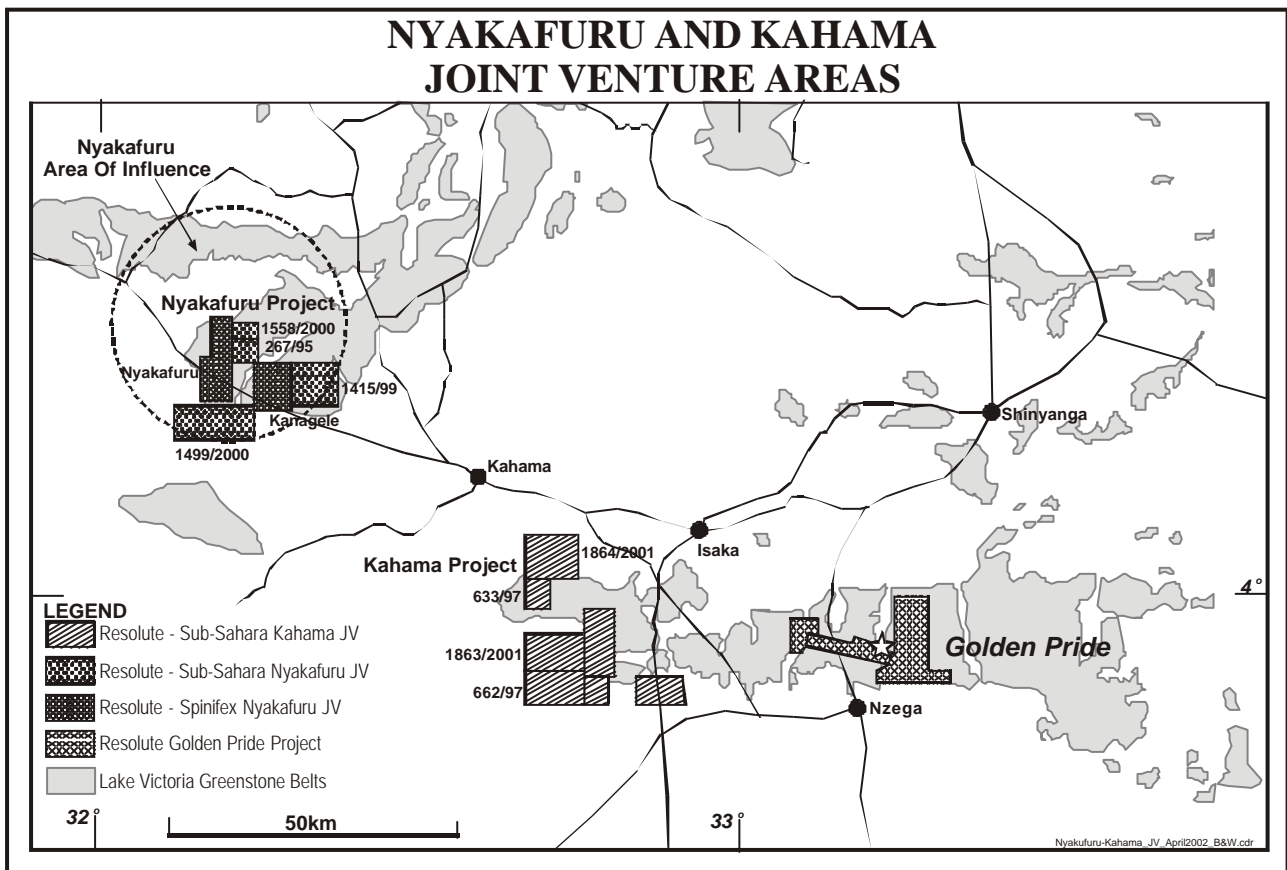 NYAKAFURU AND KAHAMA
JOINT VENTURE AREAS
Nyakafuru
Area Of Influence
Nyakafuru Project
1558/2000
267/95
Nyakafuru
1415/99
Kanagele
1499/2000
Shinyanga
Kahama
Isaka
Kahama Project
1864/2001
633/97
4°
LEGEND
Resolute - Sub-Sahara Kahama JV
Resolute - Sub-Sahara Nyakafuru JV
Resolute - Spinifex Nyakafuru JV
Resolute Golden Pride Project
Lake Victoria Greenstone Belts
1863/2001
662/97
Golden Pride
Nzega
32°
50km
33°
Nyakufuru-Kahama_JV_April2002_B&W.cdr